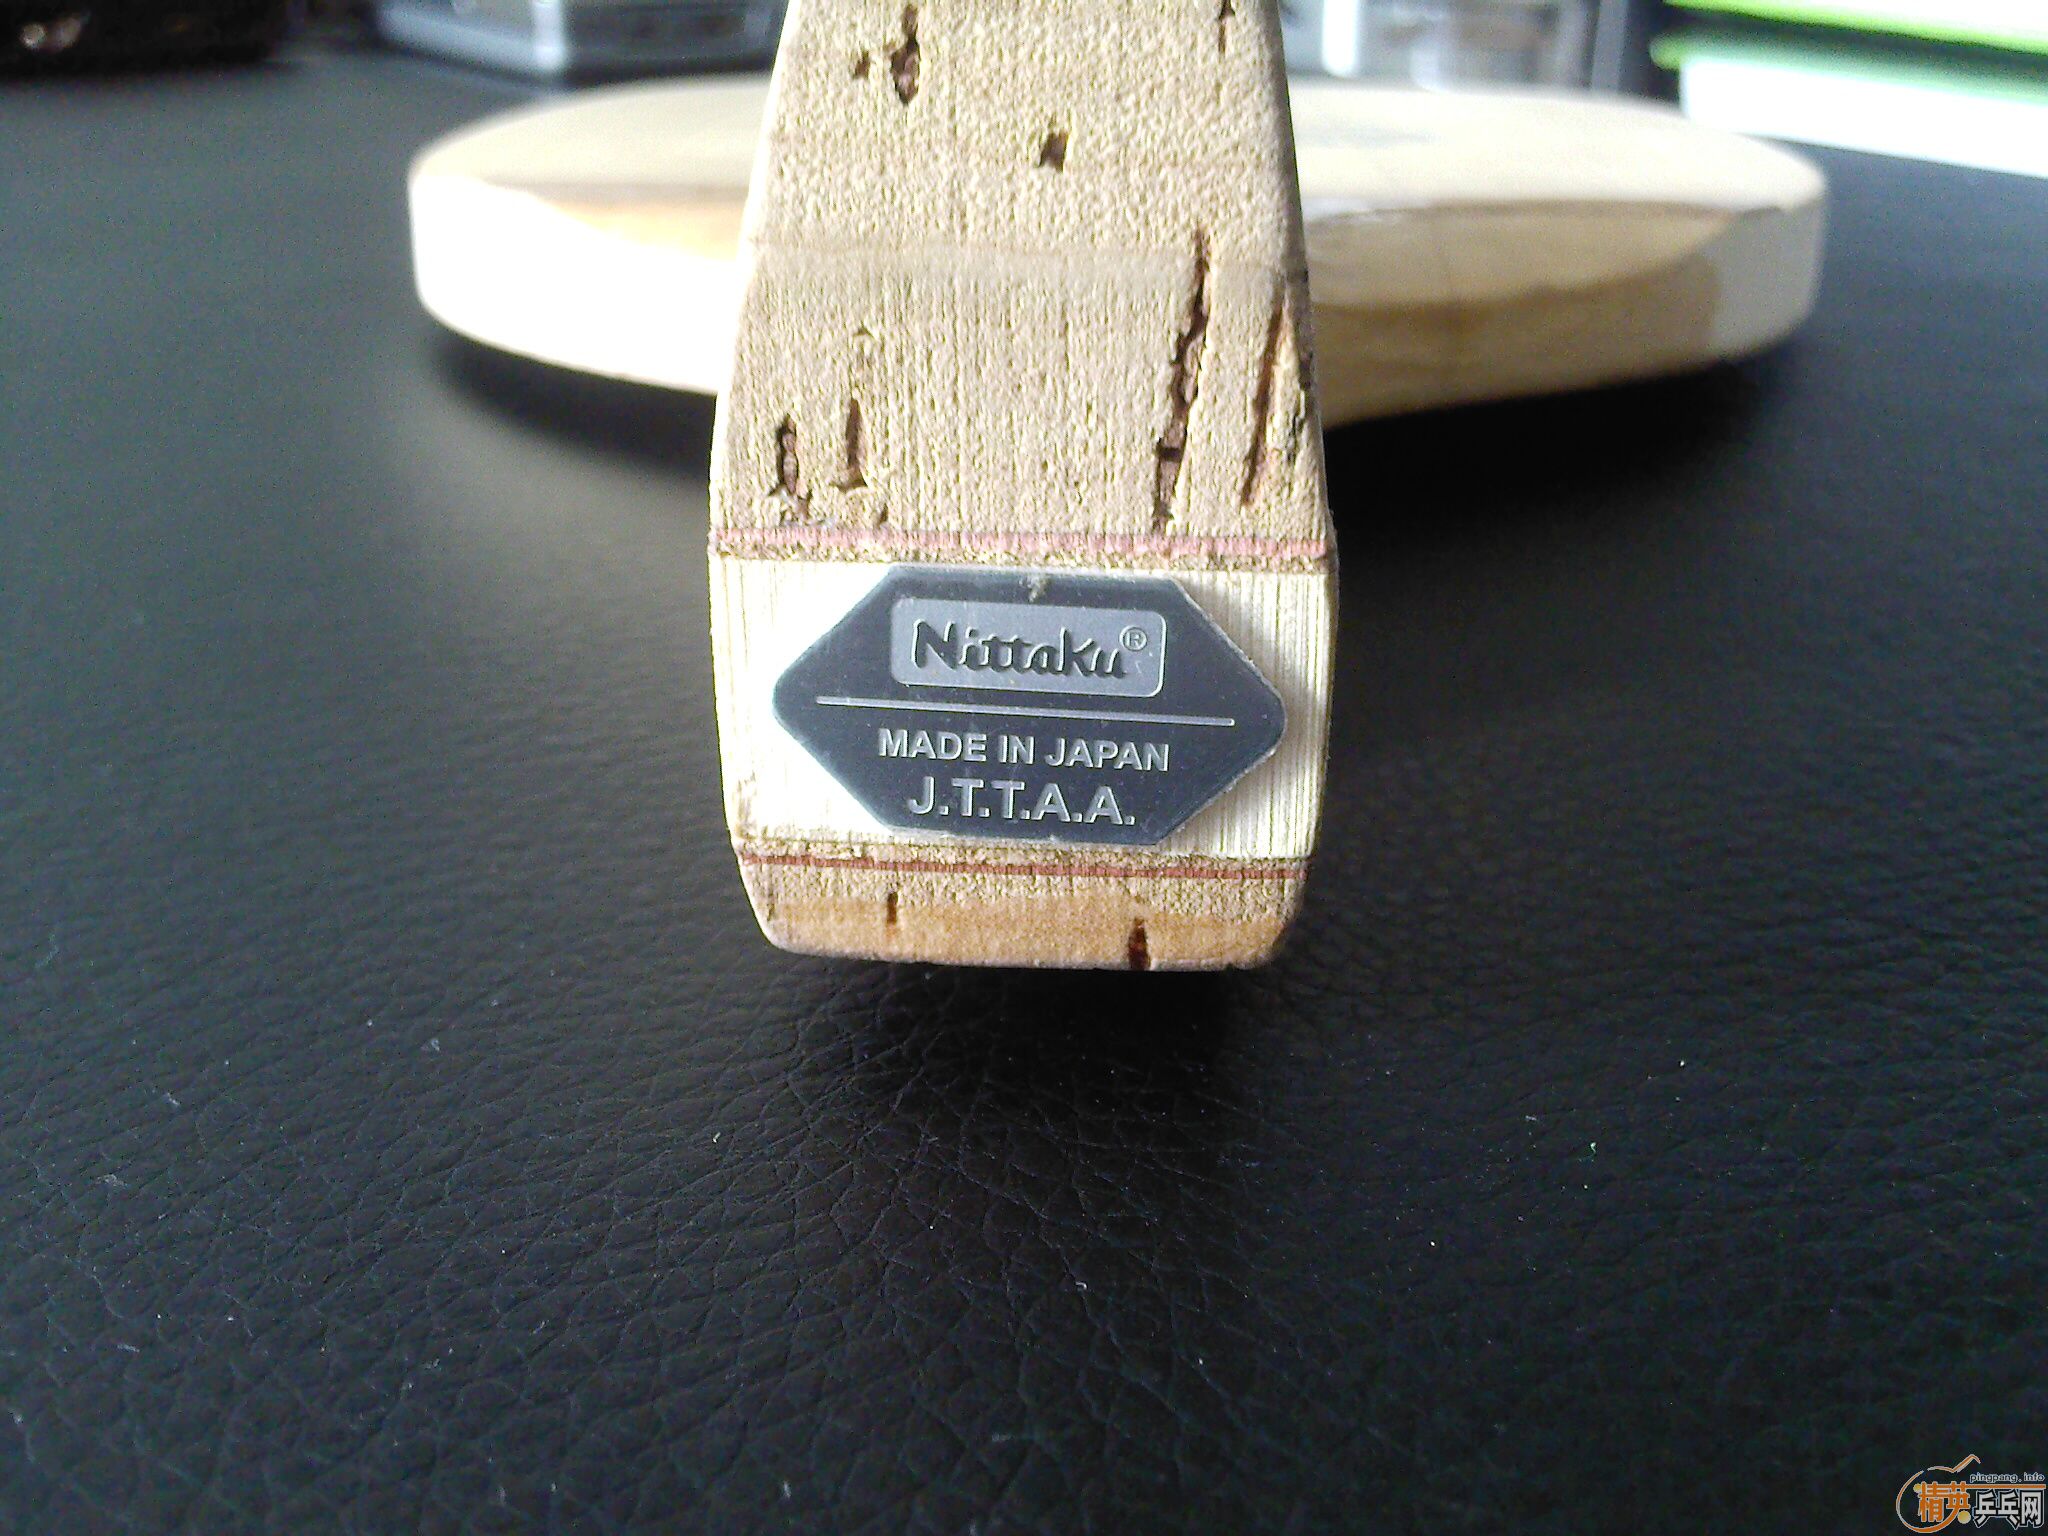 Nittaku®
MADE IN JAPAN
J.T.T.A.A.
pingpang.info
精英乒乓网